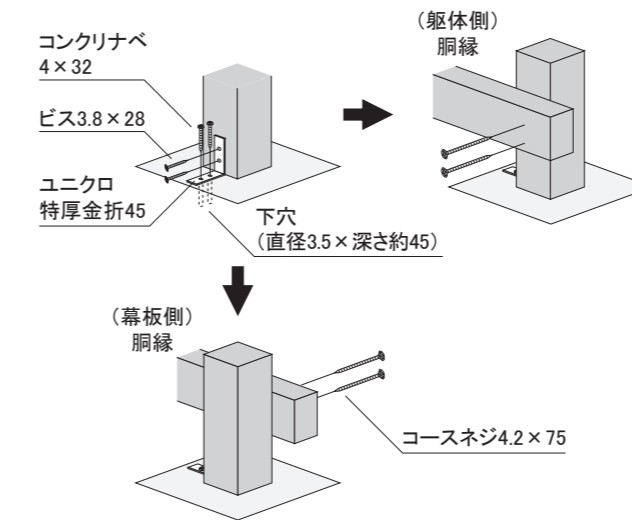 コンクリナベ
4×32
ビス3.8×28
ユニクロ
特厚金折45
下穴
（直径3.5×深さ約45）
（躯体側）
胴縁
（幕板側）
胴縁
コースネジ4.2×75